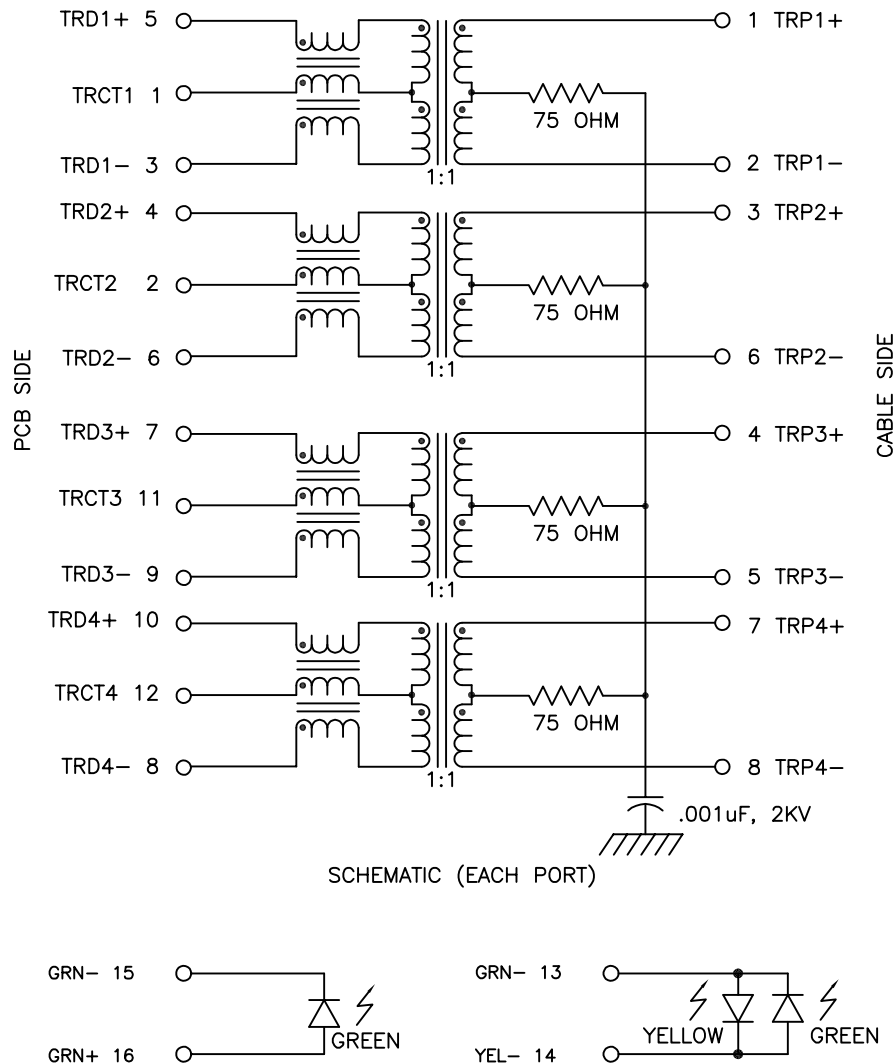 TRD1+ 5
1 TRP1+
TRCT1 1
75 OHM
TRD1- 3
2 TRP1-
1:1
TRD2+ 4
3 TRP2+
TRCT2 2
75 OHM
TRD2- 6
6 TRP2-
1:1
PCB SIDE
CABLE SIDE
TRD3+ 7
4 TRP3+
TRCT3 11
75 OHM
TRD3- 9
5 TRP3-
1:1
TRD4+ 10
7 TRP4+
TRCT4 12
75 OHM
TRD4- 8
8 TRP4-
1:1
.001uF, 2KV
SCHEMATIC (EACH PORT)
GRN- 15
GREEN
GRN+ 16
GRN- 13
YELLOW
GREEN
YEL- 14